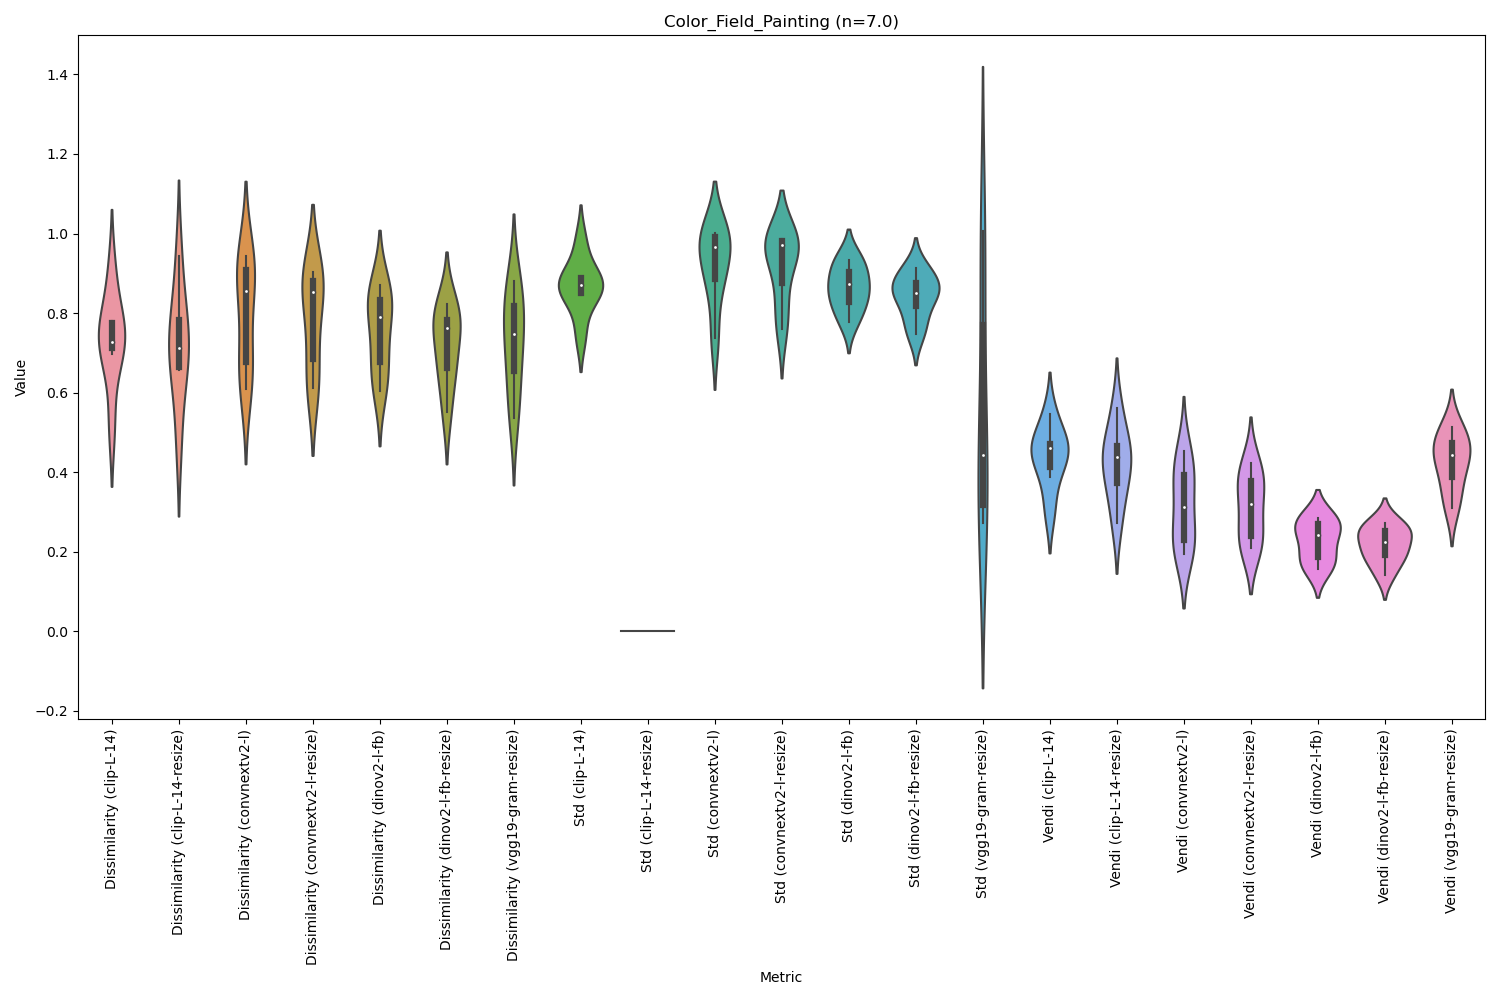 Color_Field_Painting (n=7.0)
Value
1.4
1.2
1.0
0.8
0.6
0.4
0.2
0.0
−0.2
Dissimilarity (clip-L-14)
Dissimilarity (clip-L-14-resize)
Dissimilarity (convnextv2-l)
Dissimilarity (convnextv2-l-resize)
Dissimilarity (dinov2-l-fb)
Dissimilarity (dinov2-l-fb-resize)
Dissimilarity (vgg19-gram-resize)
Std (clip-L-14)
Std (clip-L-14-resize)
Std (convnextv2-l)
Std (convnextv2-l-resize)
Std (dinov2-l-fb)
Std (dinov2-l-fb-resize)
Std (vgg19-gram-resize)
Vendi (clip-L-14)
Vendi (clip-L-14-resize)
Vendi (convnextv2-l)
Vendi (convnextv2-l-resize)
Vendi (dinov2-l-fb)
Vendi (dinov2-l-fb-resize)
Vendi (vgg19-gram-resize)
Metric